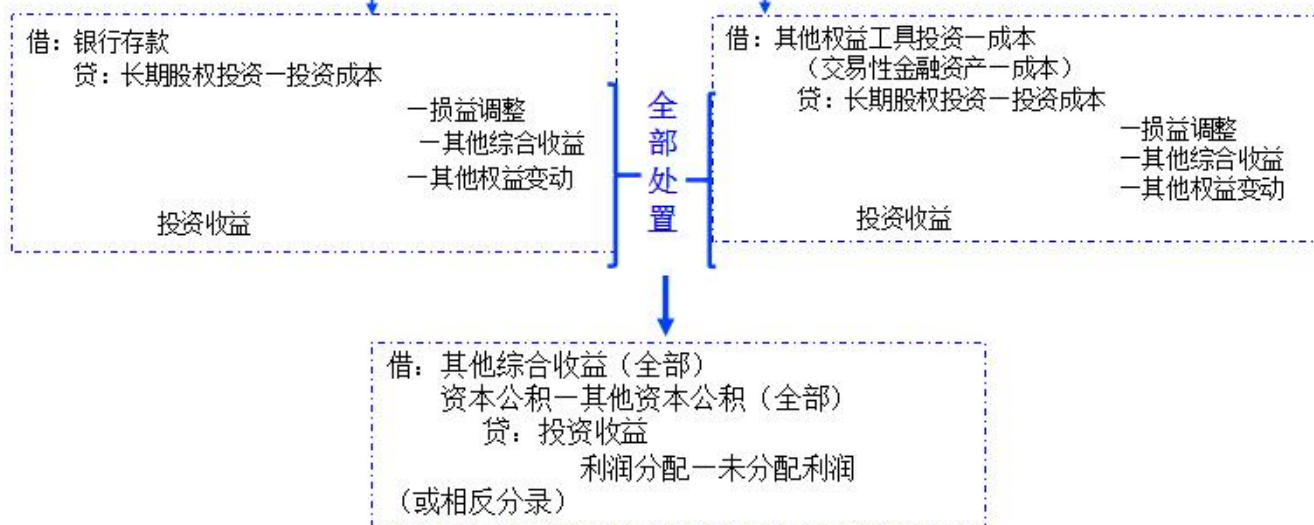 借：银行存款
贷：长期股权投资—投资成本
—损益调整
—其他综合收益
—其他权益变动
投资收益
全部处置
借：其他权益工具投资—成本
（交易性金融资产—成本）
贷：长期股权投资—投资成本
—损益调整
—其他综合收益
—其他权益变动
投资收益
借：其他综合收益（全部）
资本公积—其他资本公积（全部）
贷：投资收益
利润分配—未分配利润
（或相反分录）